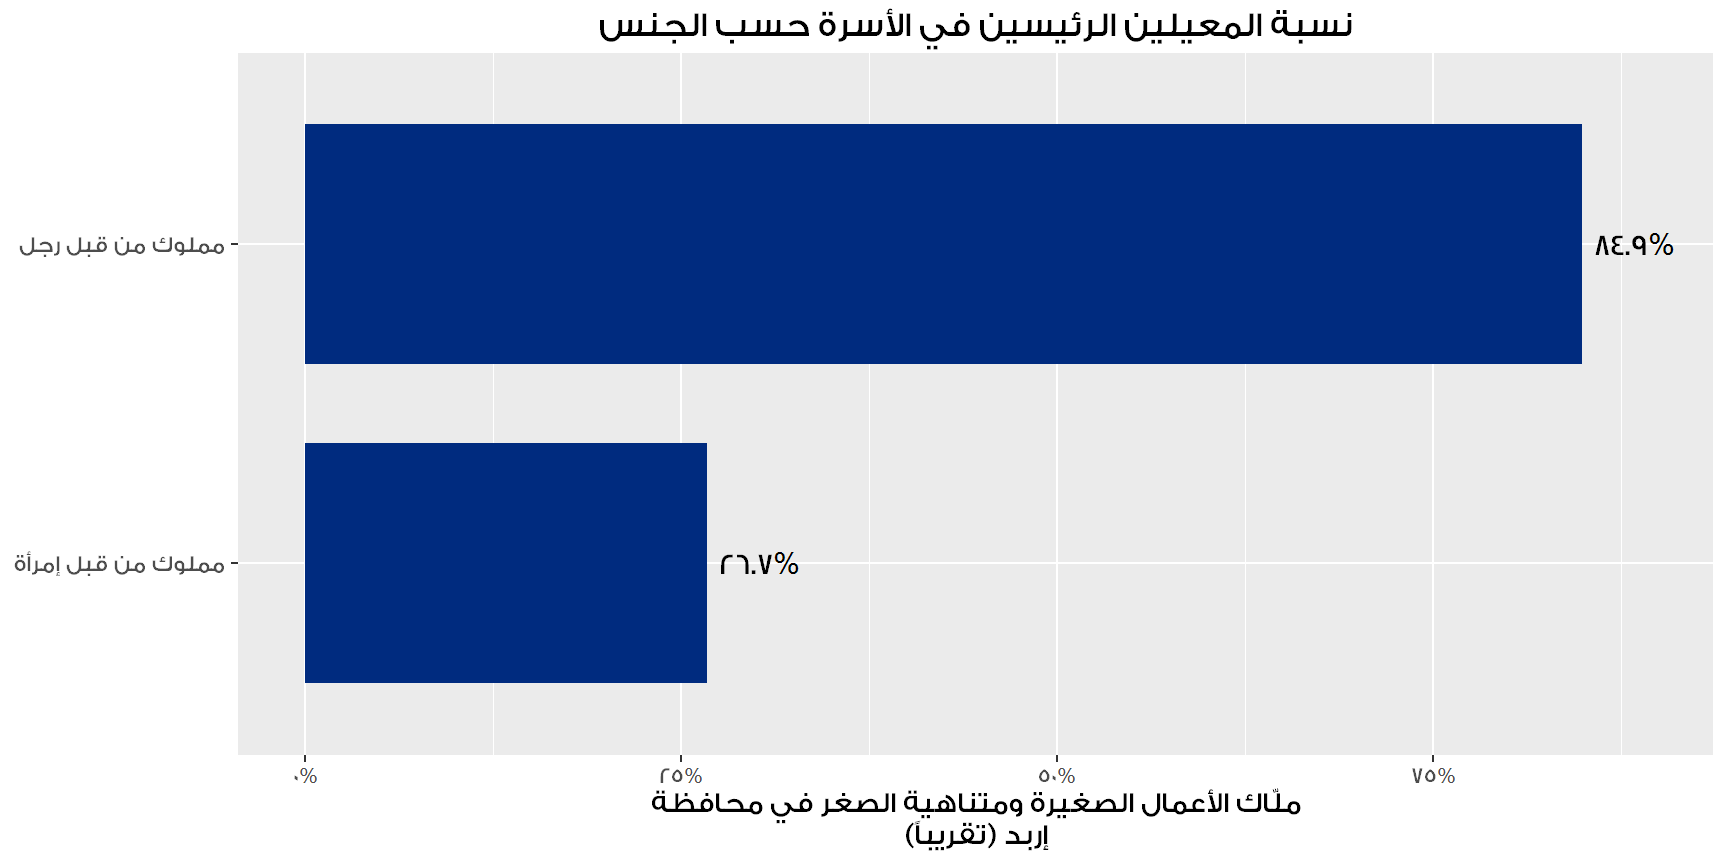 نسبة المعيلين الرئيسين في الأسرة حسب الجنس
مملوك من قبل رجل
٨٤.٩%
مملوك من قبل إمرأة
٢٦.٧%
٠%
٢٥%
٥٠%
٧٥%
ملّاك الأعمال الصغيرة ومتناهية الصغر في محافظة
إربد (تقريباً)